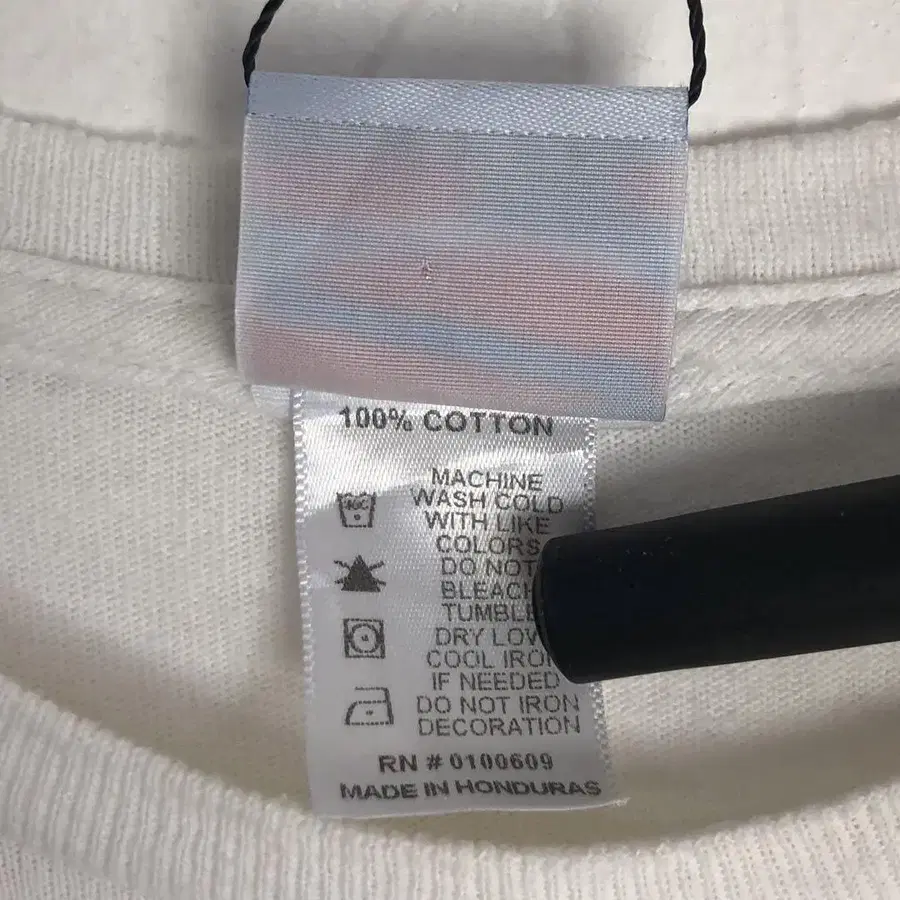 100% COTTON
MACHINE
WASH COLD
WITH LIKE
COLORS
DO NOT
BLEACH
TUMBLE
DRY LOW
COOL IRON
IF NEEDED
DO NOT IRON
DECORATION
RN # 0100609
MADE IN HONDURAS